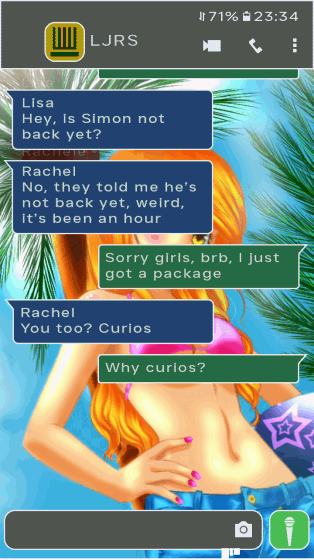 71% 23:34
LJRS
Lisa
Hey, is Simon not
back yet?
Rachel
No, they told me he's
not back yet, weird,
it's been an hour
Sorry girls, brb, I just
got a package
Rachel
You too? Curios
Why curios?